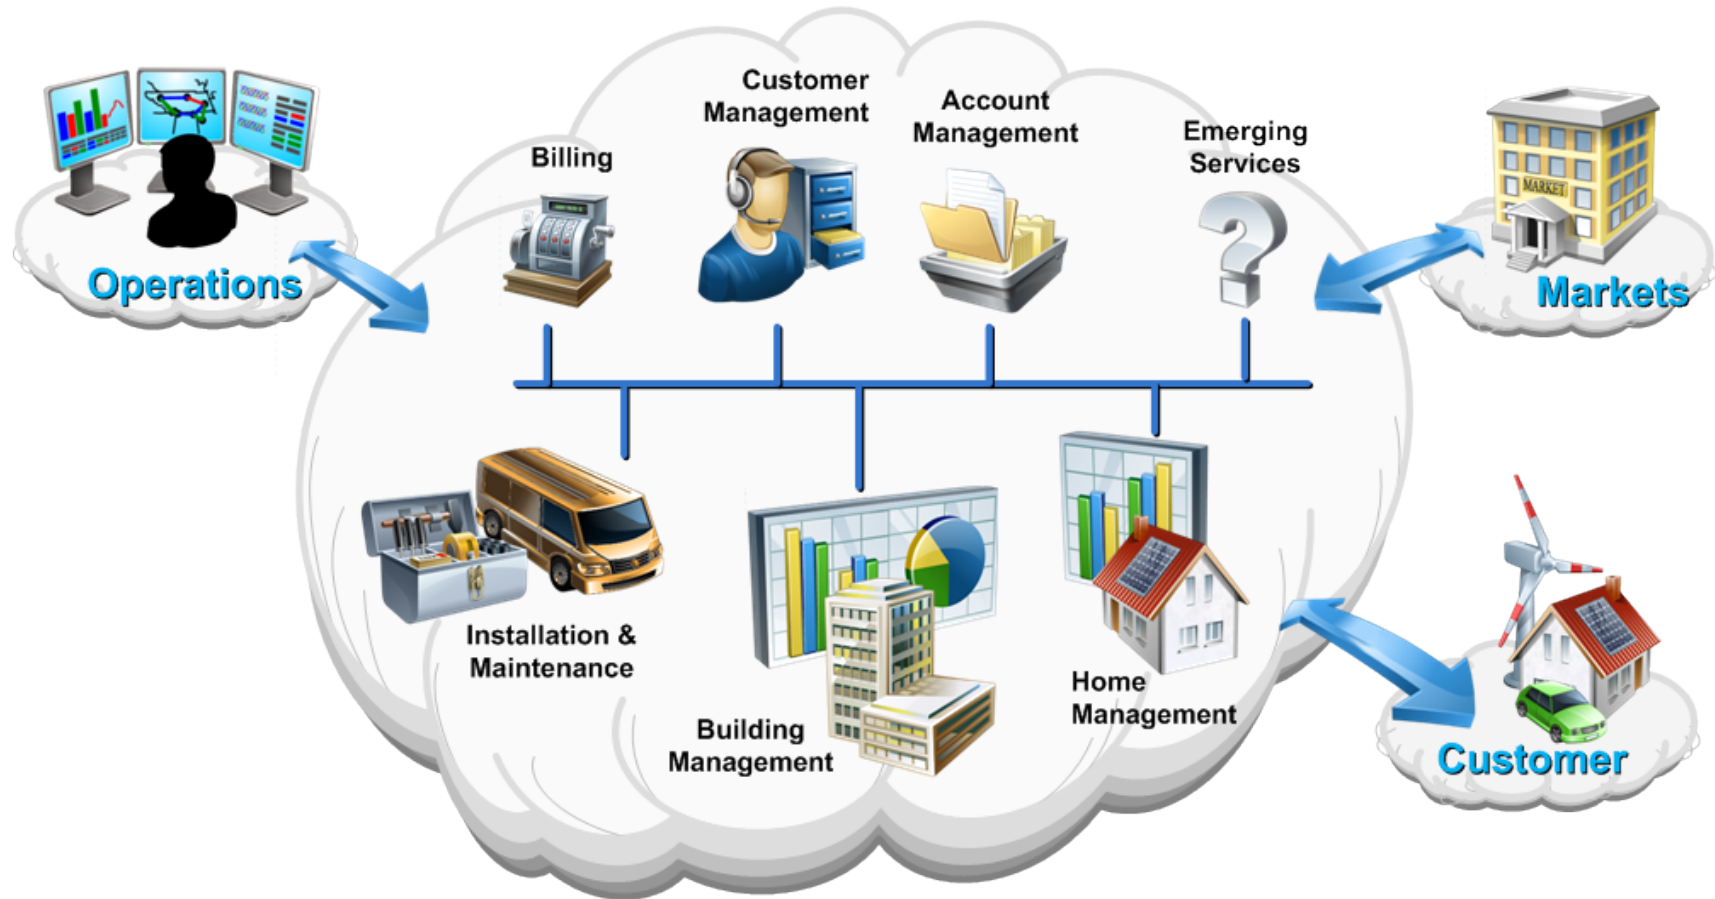 Customer
Management
Account
Management
Emerging
Services
Billing
MARKET
Operations
Markets
Installation &
Maintenance
Home
Management
Building
Management
Customer